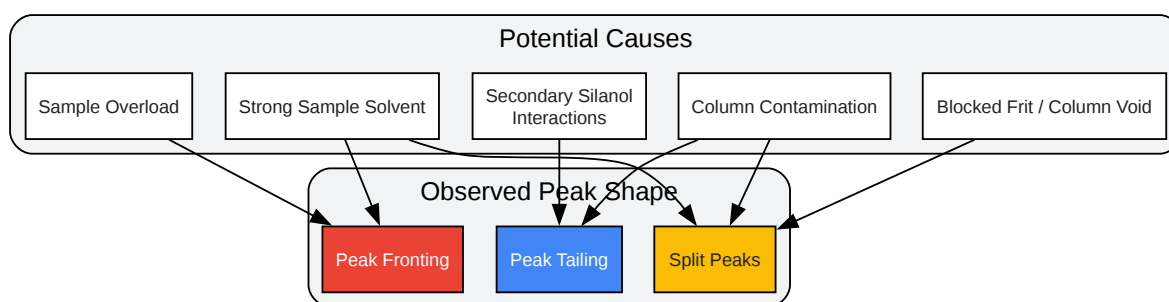 Potential Causes
Sample Overload
Strong Sample Solvent
Secondary Silanol
Interactions
Column Contamination
Blocked Frit / Column Void
Observed Peak Shape
Peak Fronting
Peak Tailing
Split Peaks